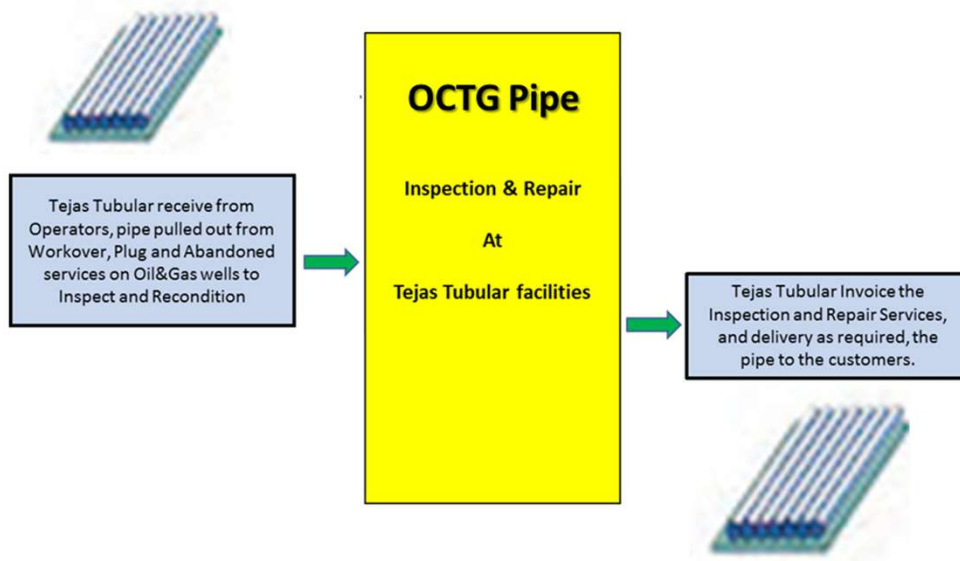 Tejas Tubular receive from
Operators, pipe pulled out from
Workover, Plug and Abandoned
services on Oil&Gas wells to
Inspect and Recondition
OCTG Pipe
Inspection & Repair
At
Tejas Tubular facilities
Tejas Tubular Invoice the
Inspection and Repair Services,
and delivery as required, the
pipe to the customers.